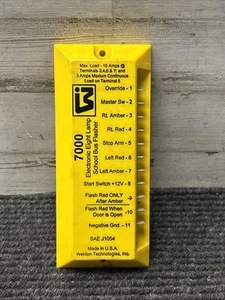 Max. Load - 15 Amps @
Terminals 3,4,6 & 7; and
3 Amps Maxium Continuous
Load on Terminal 5
Override - 1
Master Sw - 2
Rt. Amber - 3
Rt. Red - 4
Stop Arm - 5
Left Red - 6
Left Amber - 7
Start Switch +12V - 8
Flash Red ONLY
After Amber -9
Flash Red When
Door is Open -10
Negative Gnd. - 11
7000
Electronic Eight Lamp
School Bus Flasher
SAE J1054
Made in U.S.A.
Weldon Technologies, Inc.